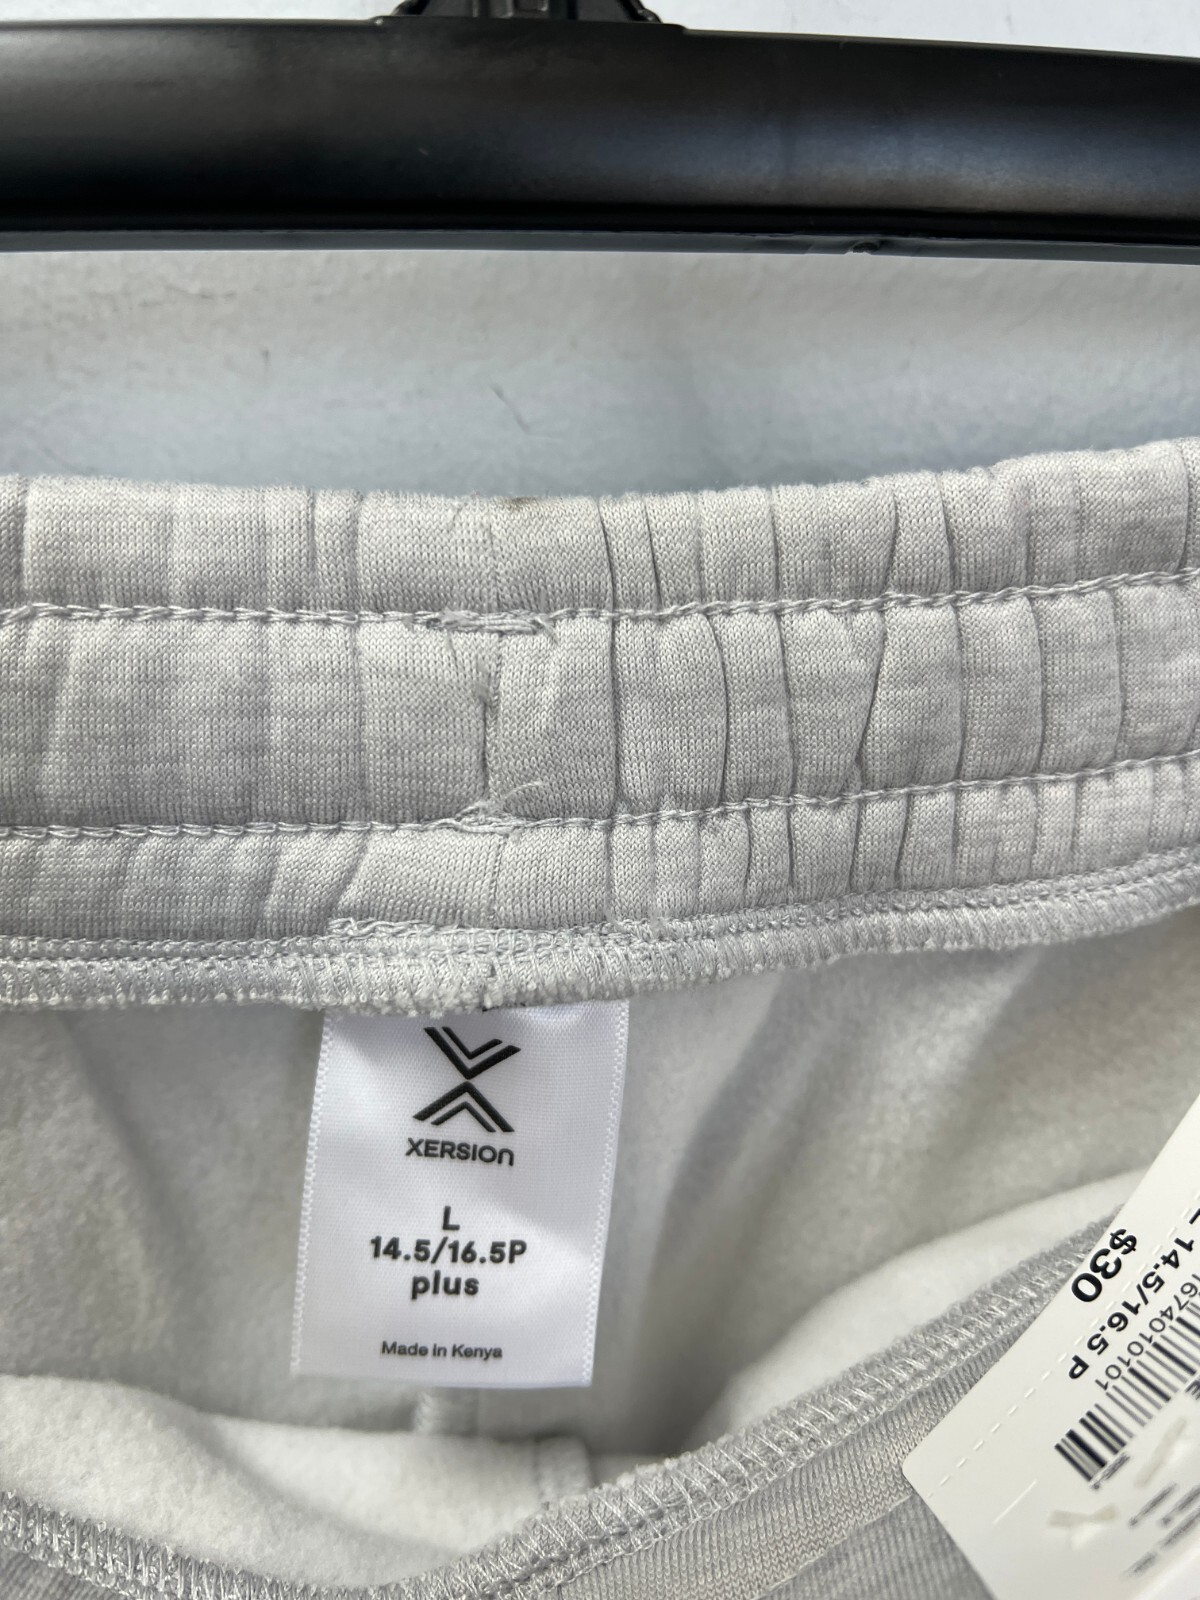 XERSION
L
14.5/16.5P
plus
Made in Kenya
L 14.5/16.5 P
$30